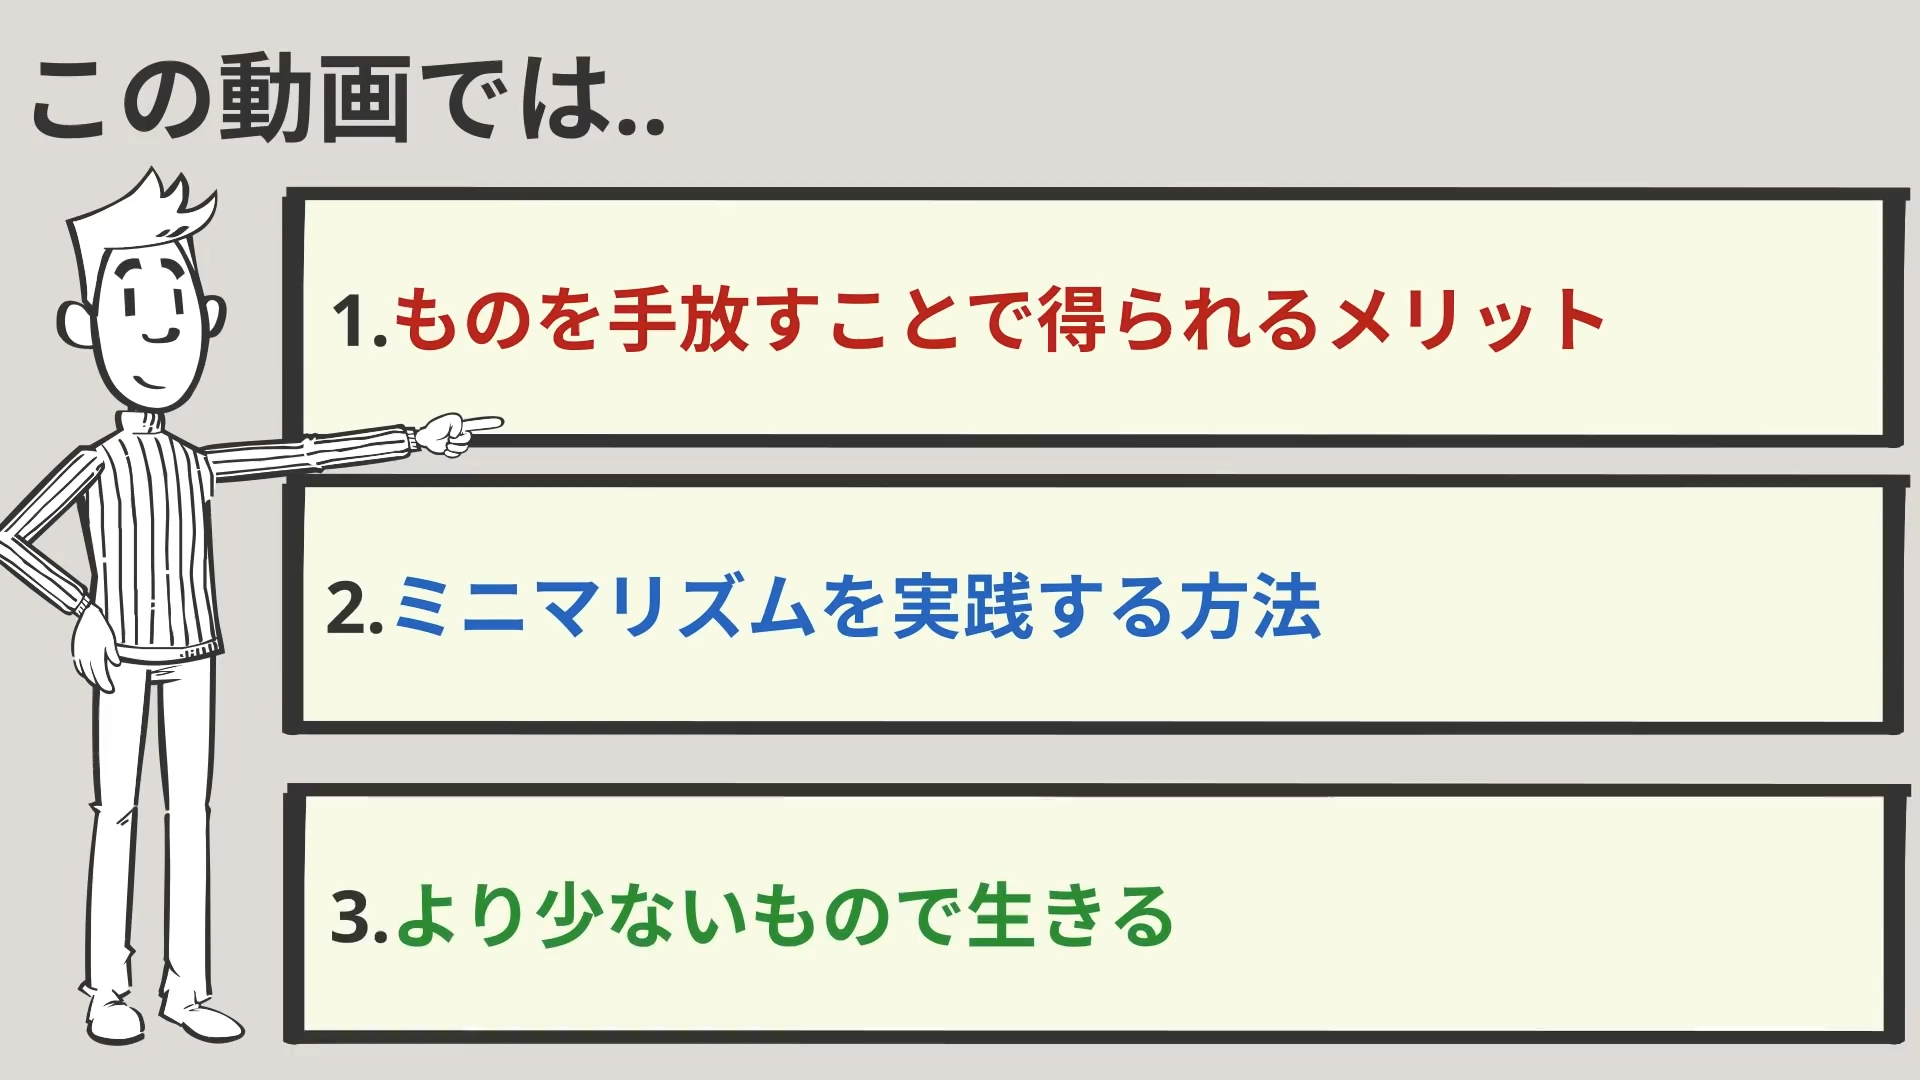 この動画では..
1.ものを手放すことで得られるメリット
2.ミニマリズムを実践する方法
3.より少ないもので生きる